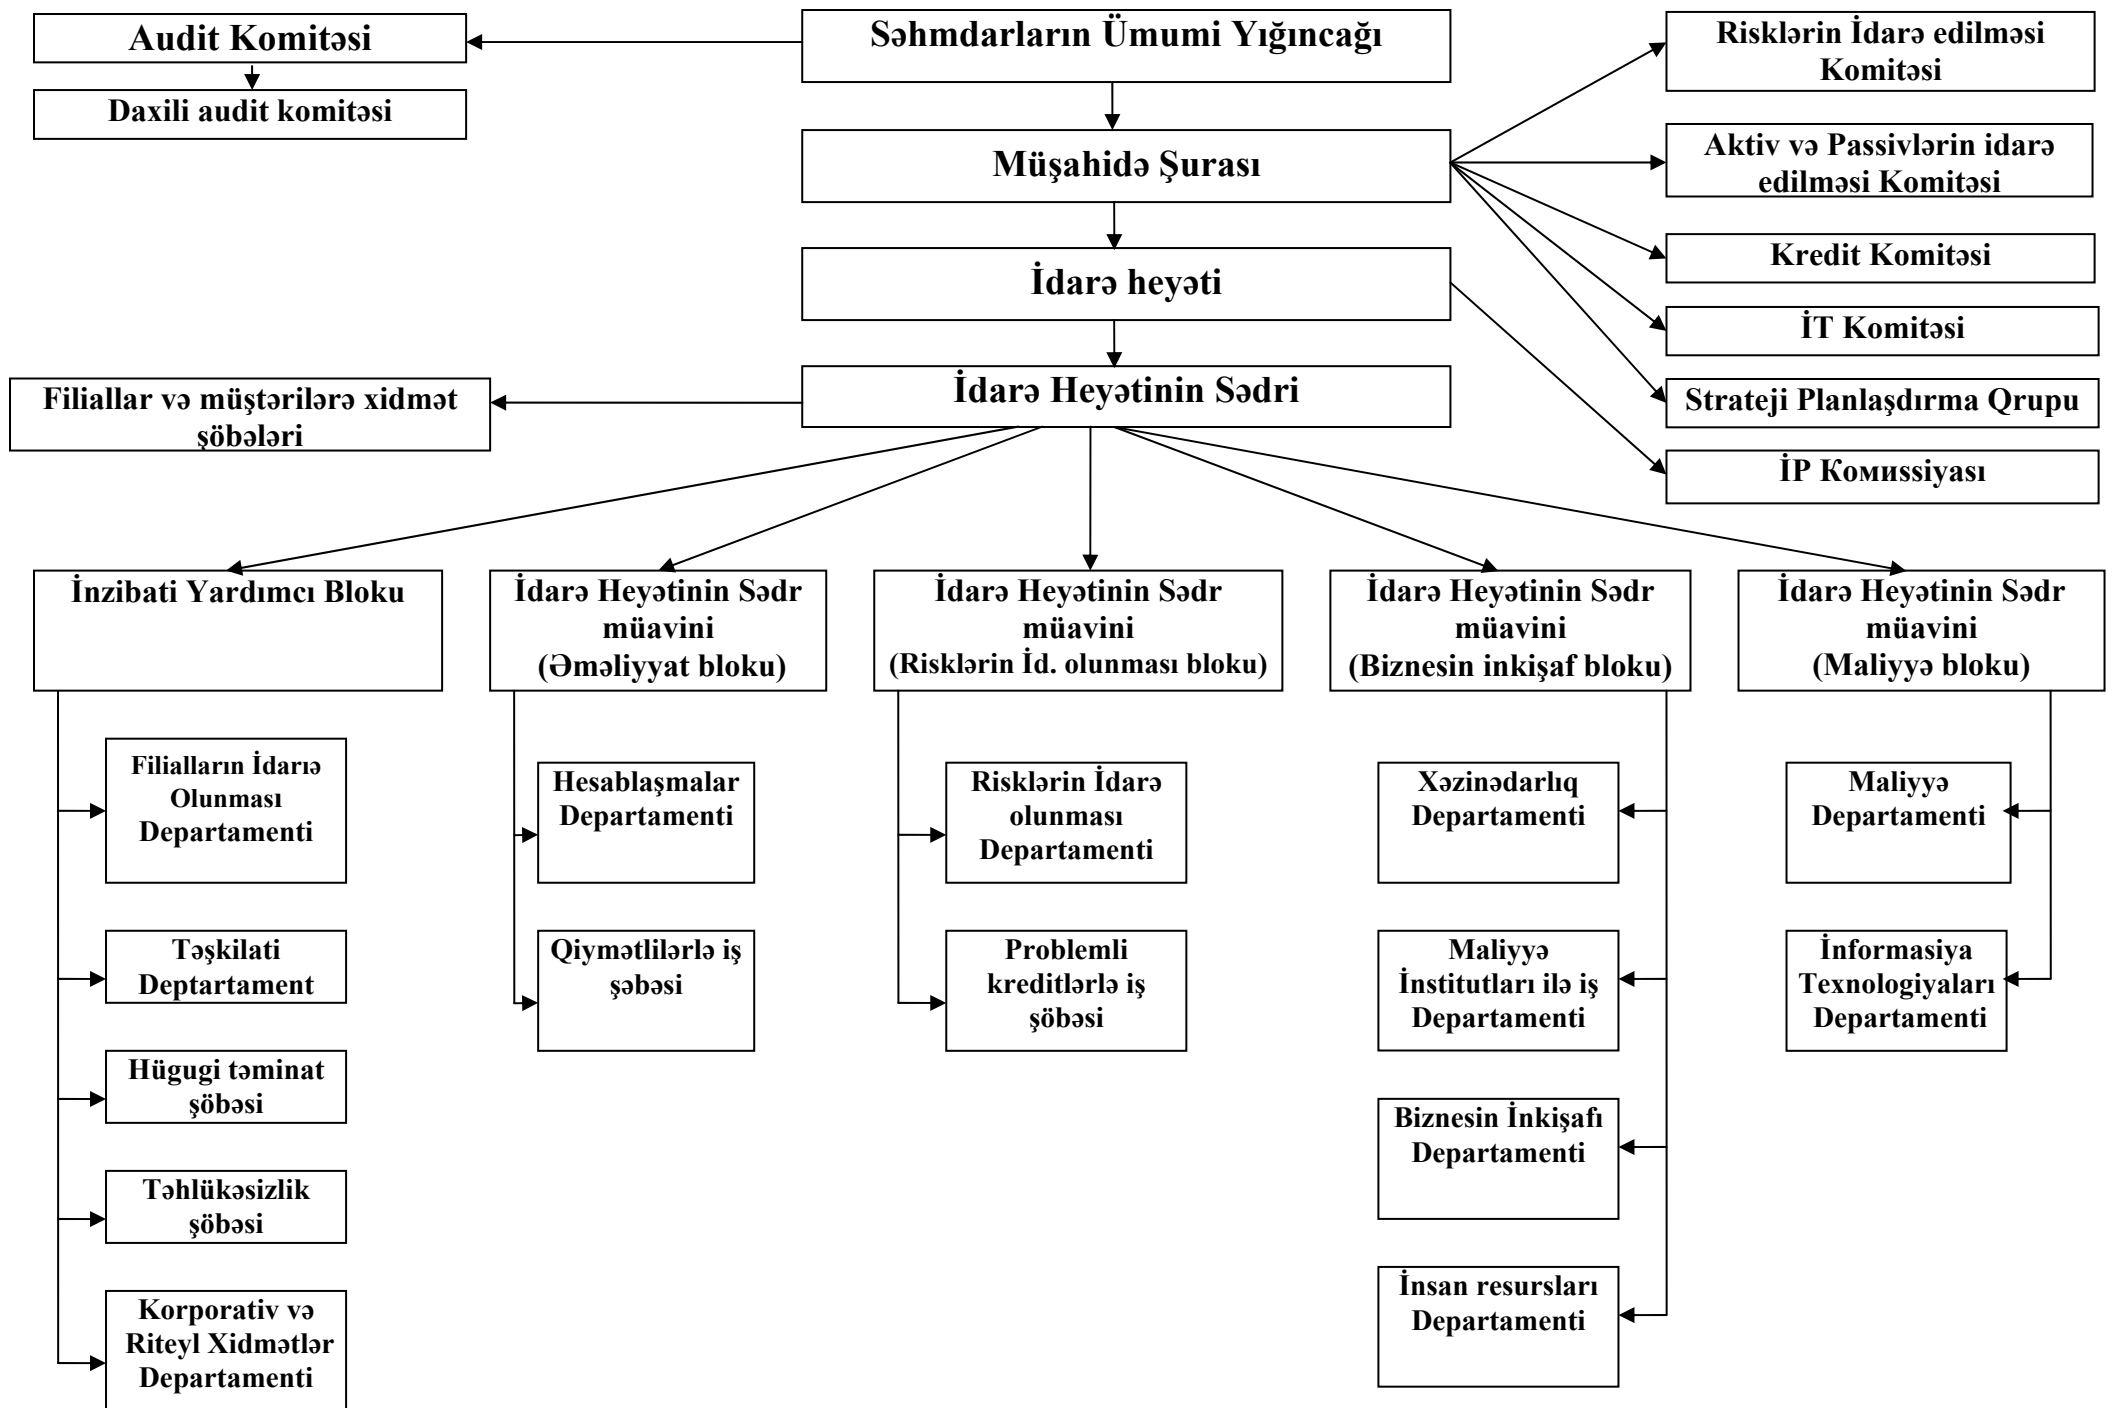 Audit Komitəsi
Daxili audit komitəsi
Səhmdarların Ümumi Yığıncağı
Müşahidə Şurası
İdarə heyəti
İdarə Heyətinin Sədri
Risklərin İdarə edilməsi
Komitəsi
Aktiv və Passivlərin idarə
edilməsi Komitəsi
Kredit Komitəsi
İT Komitəsi
Strateji Planlaşdırma Qrupu
İP Комиssiyası
Filiallar və müştərilərə xidmət
şöbələri
İnzibati Yardımcı Bloku
İdarə Heyətinin Sədr
müavini
(Əməliyyat bloku)
İdarə Heyətinin Sədr
müavini
(Risklərin İd. olunması bloku)
İdarə Heyətinin Sədr
müavini
(Biznesin inkişaf bloku)
İdarə Heyətinin Sədr
müavini
(Maliyyə bloku)
Filialların İdarıə
Olunması
Departamenti
Təşkilati
Deptartament
Hügugi təminat
şöbəsi
Təhlükəsizlik
şöbəsi
Korporativ və
Riteyl Xidmətlər
Departamenti
Hesablaşmalar
Departamenti
Qiymətlilərlə iş
şəbəsi
Risklərin İdarə
olunması
Departamenti
Problemli
kreditlərlə iş
şöbəsi
Xəzinədarlıq
Departamenti
Maliyyə
İnstitutları ilə iş
Departamenti
Biznesin İnkişafı
Departamenti
İnsan resursları
Departamenti
Maliyyə
Departamenti
İnformasiya
Texnologiyaları
Departamenti